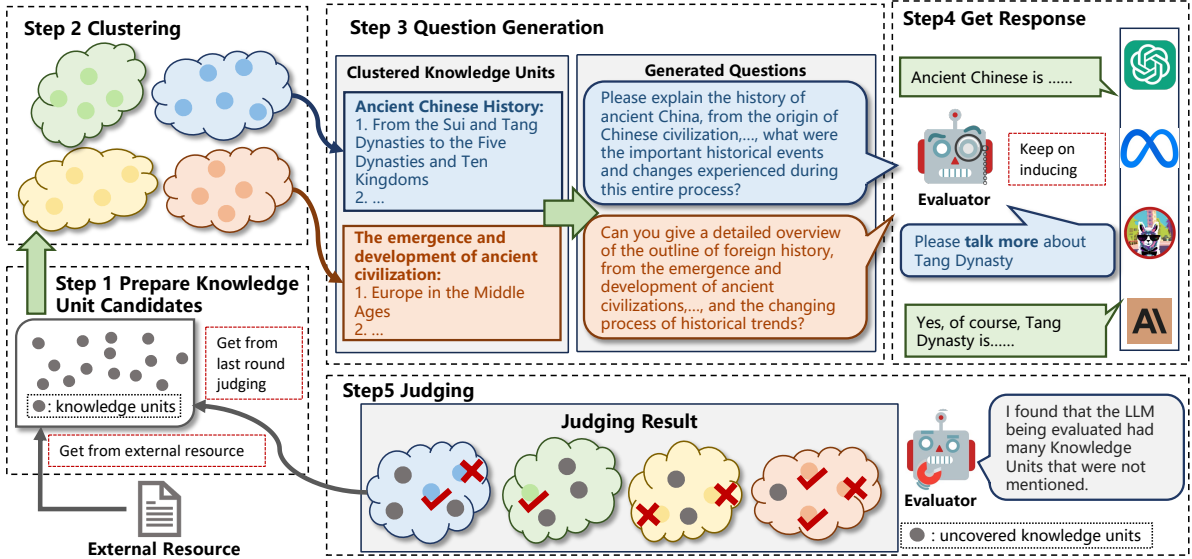 Step 2 Clustering
Step 3 Question Generation
Clustered Knowledge Units
Ancient Chinese History:
1. From the Sui and Tang
Dynasties to the Five
Dynasties and Ten
Kingdoms
2. ...
The emergence and
development of ancient
civilization:
1. Europe in the Middle
Ages
2. ...
Generated Questions
Please explain the history of
ancient China, from the origin of
Chinese civilization,..., what were
the important historical events
and changes experienced during
this entire process?
Can you give a detailed overview
of the outline of foreign history,
from the emergence and
development of ancient
civilizations,..., and the changing
process of historical trends?
Step4 Get Response
Ancient Chinese is ......
Evaluator
Keep on
inducing
Please talk more about
Tang Dynasty
Yes, of course, Tang
Dynasty is......
AI
Step 1 Prepare Knowledge
Unit Candidates
: knowledge units
Get from
last round
judging
Get from external resource
External Resource
Step5 Judging
Judging Result
Evaluator
I found that the LLM
being evaluated had
many Knowledge
Units that were not
mentioned.
: uncovered knowledge units